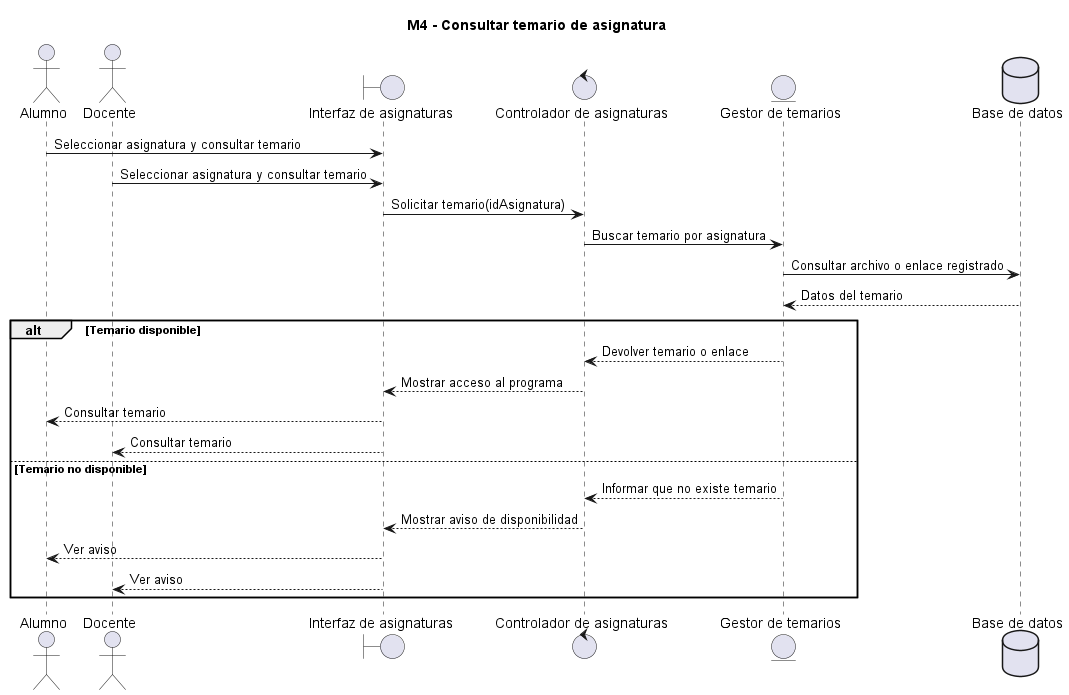 M4 - Consultar temario de asignatura
Alumno
Docente
Interfaz de asignaturas
Controlador de asignaturas
Gestor de temarios
Base de datos
Seleccionar asignatura y consultar temario
Seleccionar asignatura y consultar temario
Solicitar temario(idAsignatura)
Buscar temario por asignatura
Consultar archivo o enlace registrado
Datos del temario
alt [Temario disponible]
Devolver temario o enlace
Mostrar acceso al programa
Consultar temario
Consultar temario
[Temario no disponible]
Informar que no existe temario
Mostrar aviso de disponibilidad
Ver aviso
Ver aviso
Alumno
Docente
Interfaz de asignaturas
Controlador de asignaturas
Gestor de temarios
Base de datos